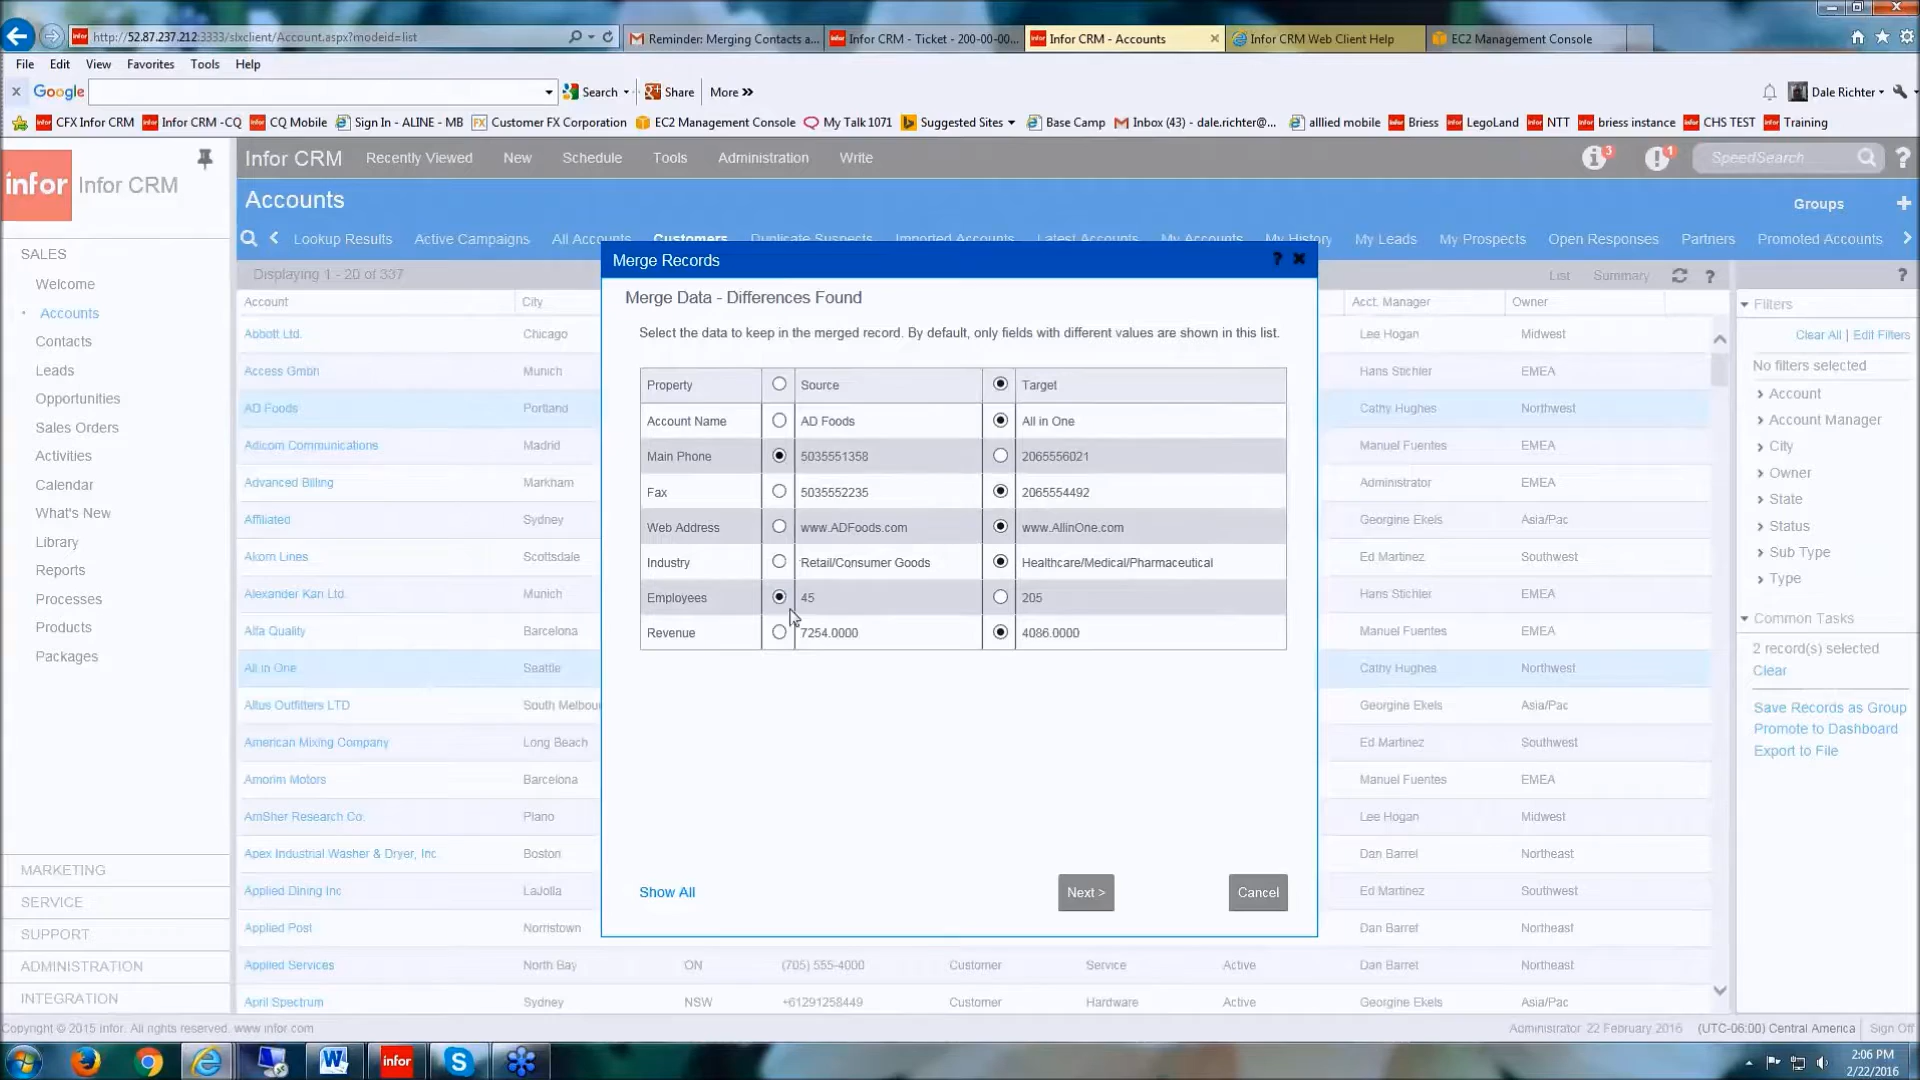 http://52.87.237.212:3333/slxclient/Account.aspx?modeid=list
Reminder: Merging Contacts a...
Infor CRM - Ticket - 200-00-00...
Infor CRM - Accounts
Infor CRM Web Client Help
EC2 Management Console
File Edit View Favorites Tools Help
Google Search Share More »
Dale Richter
CFX Infor CRM Infor CRM -CQ CQ Mobile Sign In - ALINE - MB Customer FX Corporation EC2 Management Console My Talk 1071 Suggested Sites Base Camp Inbox (43) - dale.richter@... alllied mobile Briess LegoLand NTT briess instance CHS TEST Training
infor Infor CRM
Infor CRM Recently Viewed New Schedule Tools Administration Write
3 1 SpeedSearch...
Accounts
Groups
Lookup Results Active Campaigns All Accounts Customers Duplicate Suspects Imported Accounts Latest Accounts My Accounts My History My Leads My Prospects Open Responses Partners Promoted Accounts
Displaying 1 - 20 of 337
List Summary
SALES
Welcome
Accounts
Contacts
Leads
Opportunities
Sales Orders
Activities
Calendar
What's New
Library
Reports
Processes
Products
Packages
MARKETING
SERVICE
SUPPORT
ADMINISTRATION
INTEGRATION
Account City Acct. Manager Owner
Abbott Ltd. Chicago Lee Hogan Midwest
Access Gmbh Munich Hans Stichler EMEA
AD Foods Portland Cathy Hughes Northwest
Adicom Communications Madrid Manuel Fuentes EMEA
Advanced Billing Markham Administrator EMEA
Affiliated Sydney Georgine Ekels Asia/Pac
Akorn Lines Scottsdale Ed Martinez Southwest
Alexander Karl Ltd. Munich Hans Stichler EMEA
Alfa Quality Barcelona Manuel Fuentes EMEA
All in One Seattle Cathy Hughes Northwest
Altus Outfitters LTD South Melbou Georgine Ekels Asia/Pac
American Mixing Company Long Beach Ed Martinez Southwest
Amorim Motors Barcelona Manuel Fuentes EMEA
AmSher Research Co. Plano Lee Hogan Midwest
Apex Industrial Washer & Dryer, Inc Boston Dan Barret Northeast
Applied Dining Inc LaJolla Ed Martinez Southwest
Applied Post Norristown Dan Barret Northeast
Applied Services North Bay ON (705) 555-4000 Customer Service Active Dan Barret Northeast
April Spectrum Sydney NSW +61291258449 Customer Hardware Active Georgine Ekels Asia/Pac
Merge Records
Merge Data - Differences Found
Select the data to keep in the merged record. By default, only fields with different values are shown in this list.
Property Source Target
Account Name AD Foods All in One
Main Phone 5035551358 2065556021
Fax 5035552235 2065554492
Web Address www.ADFoods.com www.AllinOne.com
Industry Retail/Consumer Goods Healthcare/Medical/Pharmaceutical
Employees 45 205
Revenue 7254.0000 4086.0000
Show All Next > Cancel
Filters
Clear All | Edit Filters
No filters selected
Account
Account Manager
City
Owner
State
Status
Sub Type
Type
Common Tasks
2 record(s) selected
Clear
Save Records as Group
Promote to Dashboard
Export to File
Copyright © 2015 Infor. All rights reserved. www.infor.com
Administrator 22 February 2016 (UTC-06:00) Central America Sign Off
infor
2:06 PM
2/22/2016